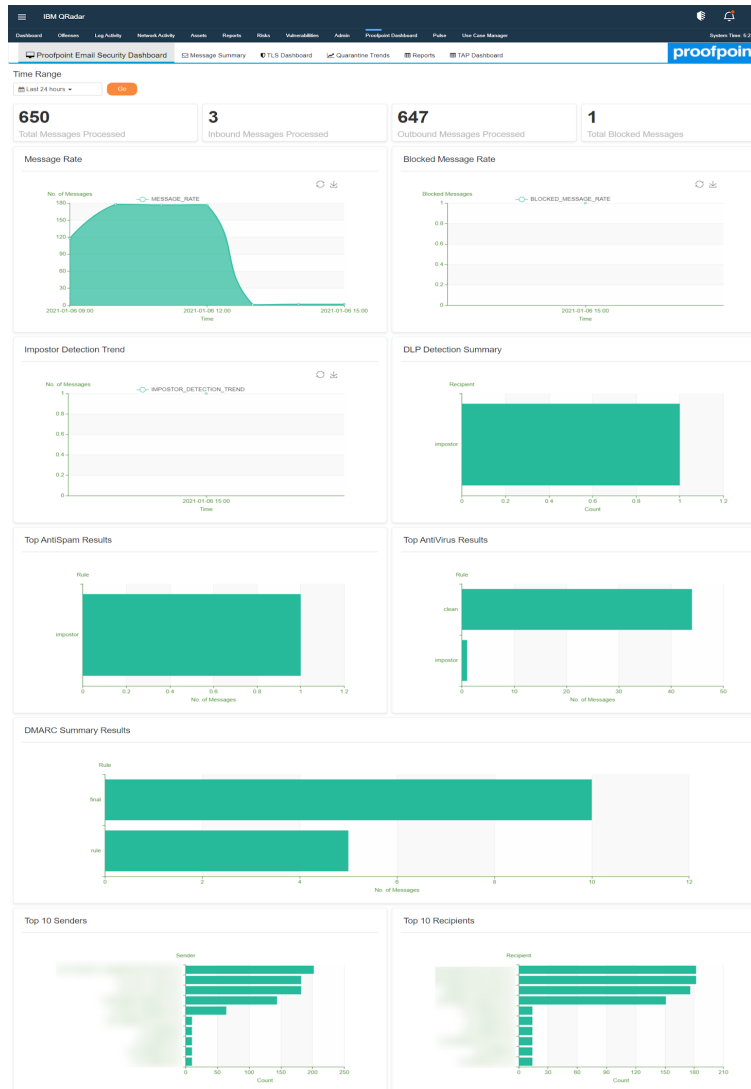 IBM QRadar
Dashboard Offenses Log Activity Network Activity Assets Reports Risks Vulnerabilities Admin Proofpoint Dashboard Pulse Use Case Manager System Time: 5:2
Proofpoint Email Security Dashboard Message Summary TLS Dashboard Quarantine Trends Reports TAP Dashboard proofpoin
Time Range
Last 24 hours Go
650 3 647 1
Total Messages Processed Inbound Messages Processed Outbound Messages Processed Total Blocked Messages
Message Rate Blocked Message Rate
No. of Messages Blocked Messages
MESSAGE_RATE BLOCKED_MESSAGE_RATE
180 1
150 0.8
120 0.6
90
60 0.4
30 0.2
0 0
2021-01-06 09:00 2021-01-06 12:00 2021-01-06 15:00 2021-01-06 15:00
Time Time
Impostor Detection Trend DLP Detection Summary
No. of Messages Recipient
IMPOSTOR_DETECTION_TREND
1
0.8
0.6 impostor
0.4
0.2
0 0 0.2 0.4 0.6 0.8 1 1.2
2021-01-06 15:00 Count
Time
Top AntiSpam Results Top AntiVirus Results
Rule Rule
clean
impostor
impostor
0 0.2 0.4 0.6 0.8 1 1.2 0 10 20 30 40 50
No. of Messages No. of Messages
DMARC Summary Results
Rule
final
rule
0 2 4 6 8 10 12
No. of Messages
Top 10 Senders Top 10 Recipients
Sender Recipient
0 50 100 150 200 250 0 30 60 90 120 150 180 210
Count Count